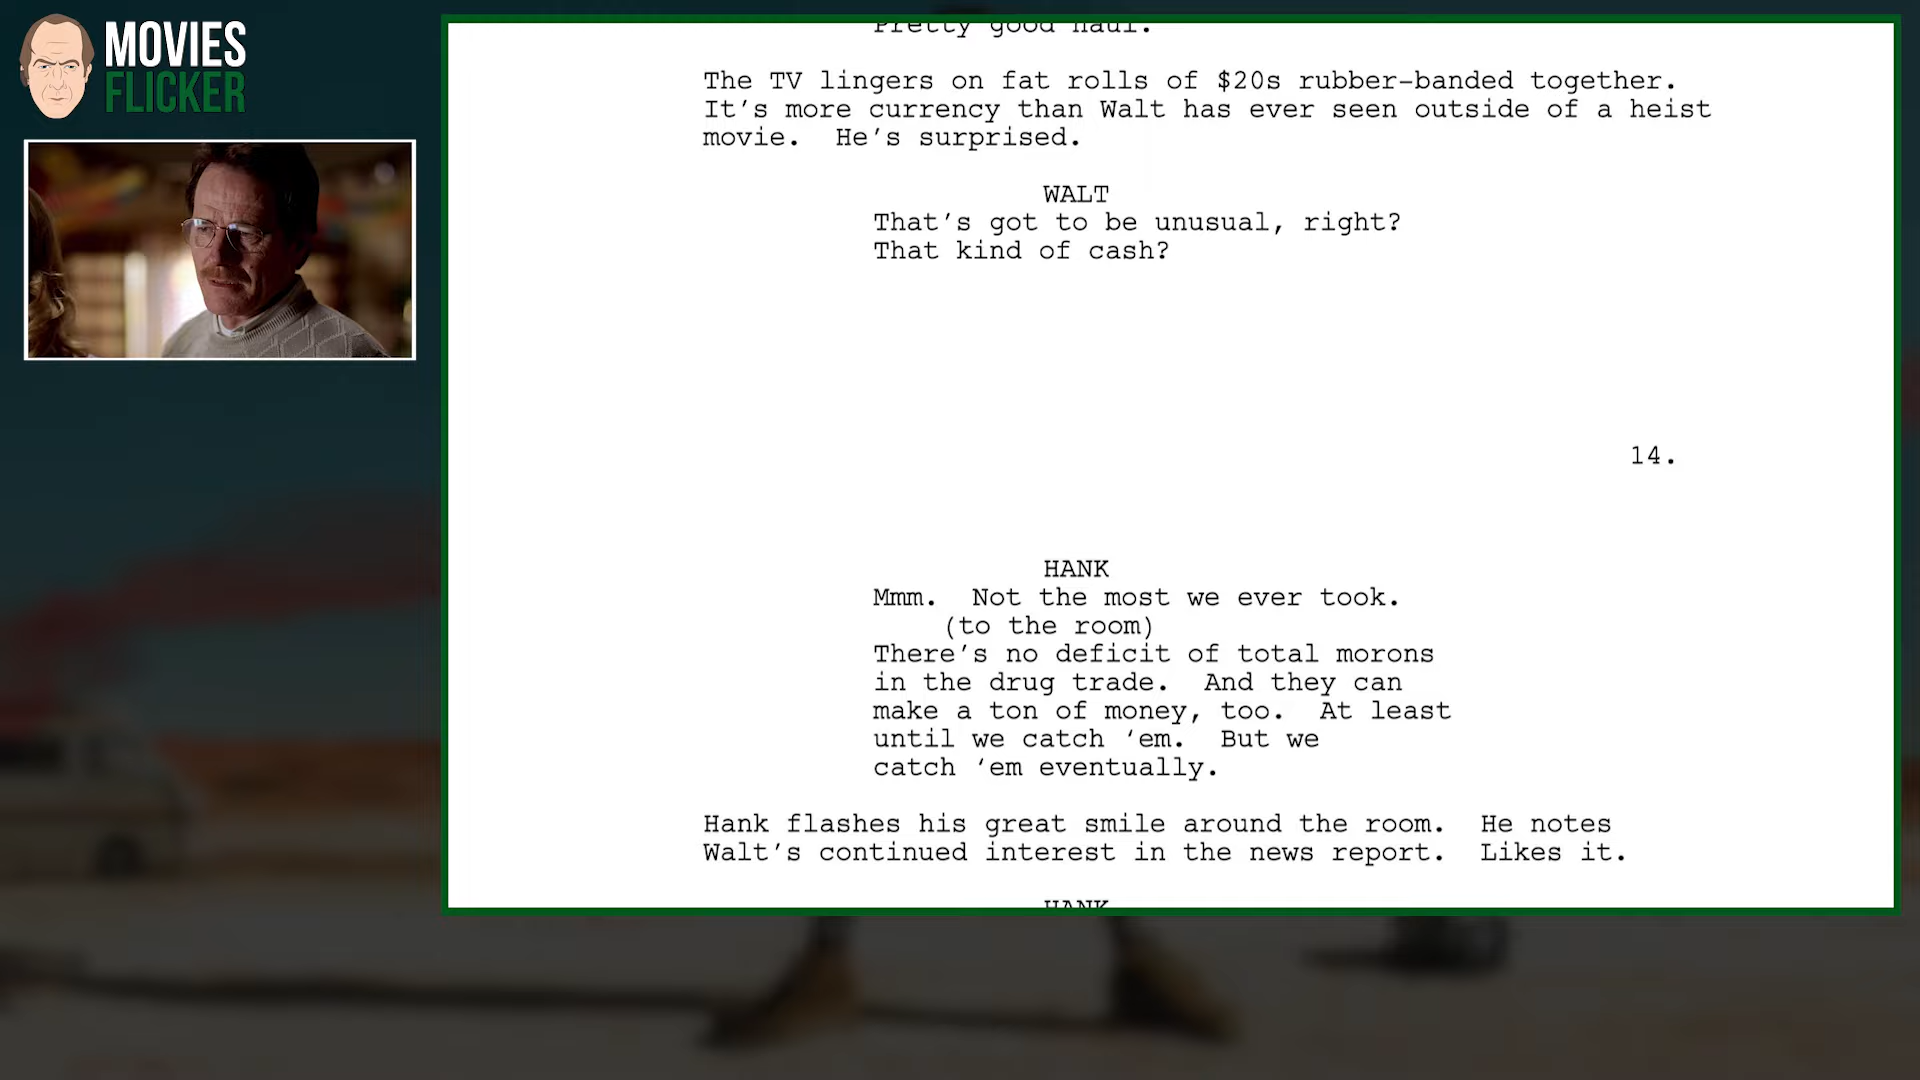 MOVIES
FLICKER
Pretty good haul.
The TV lingers on fat rolls of $20s rubber-banded together.
It's more currency than Walt has ever seen outside of a heist
movie.  He's surprised.
WALT
That's got to be unusual, right?
That kind of cash?
14.
HANK
Mmm.  Not the most we ever took.
(to the room)
There's no deficit of total morons
in the drug trade.  And they can
make a ton of money, too.  At least
until we catch ‘em.  But we
catch ‘em eventually.
Hank flashes his great smile around the room.  He notes
Walt's continued interest in the news report.  Likes it.
HANK